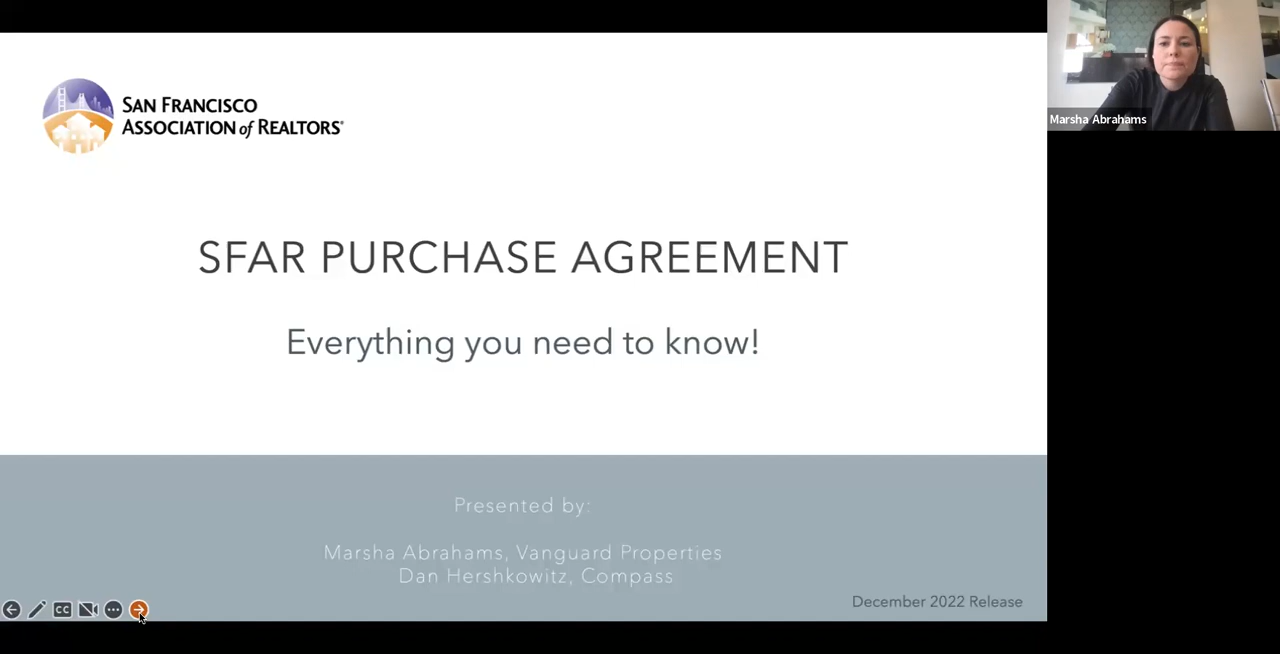 SAN FRANCISCO
ASSOCIATION of REALTORS®
Marsha Abrahams
SFAR PURCHASE AGREEMENT
Everything you need to know!
Presented by:
Marsha Abrahams, Vanguard Properties
Dan Hershkowitz, Compass
December 2022 Release
CC